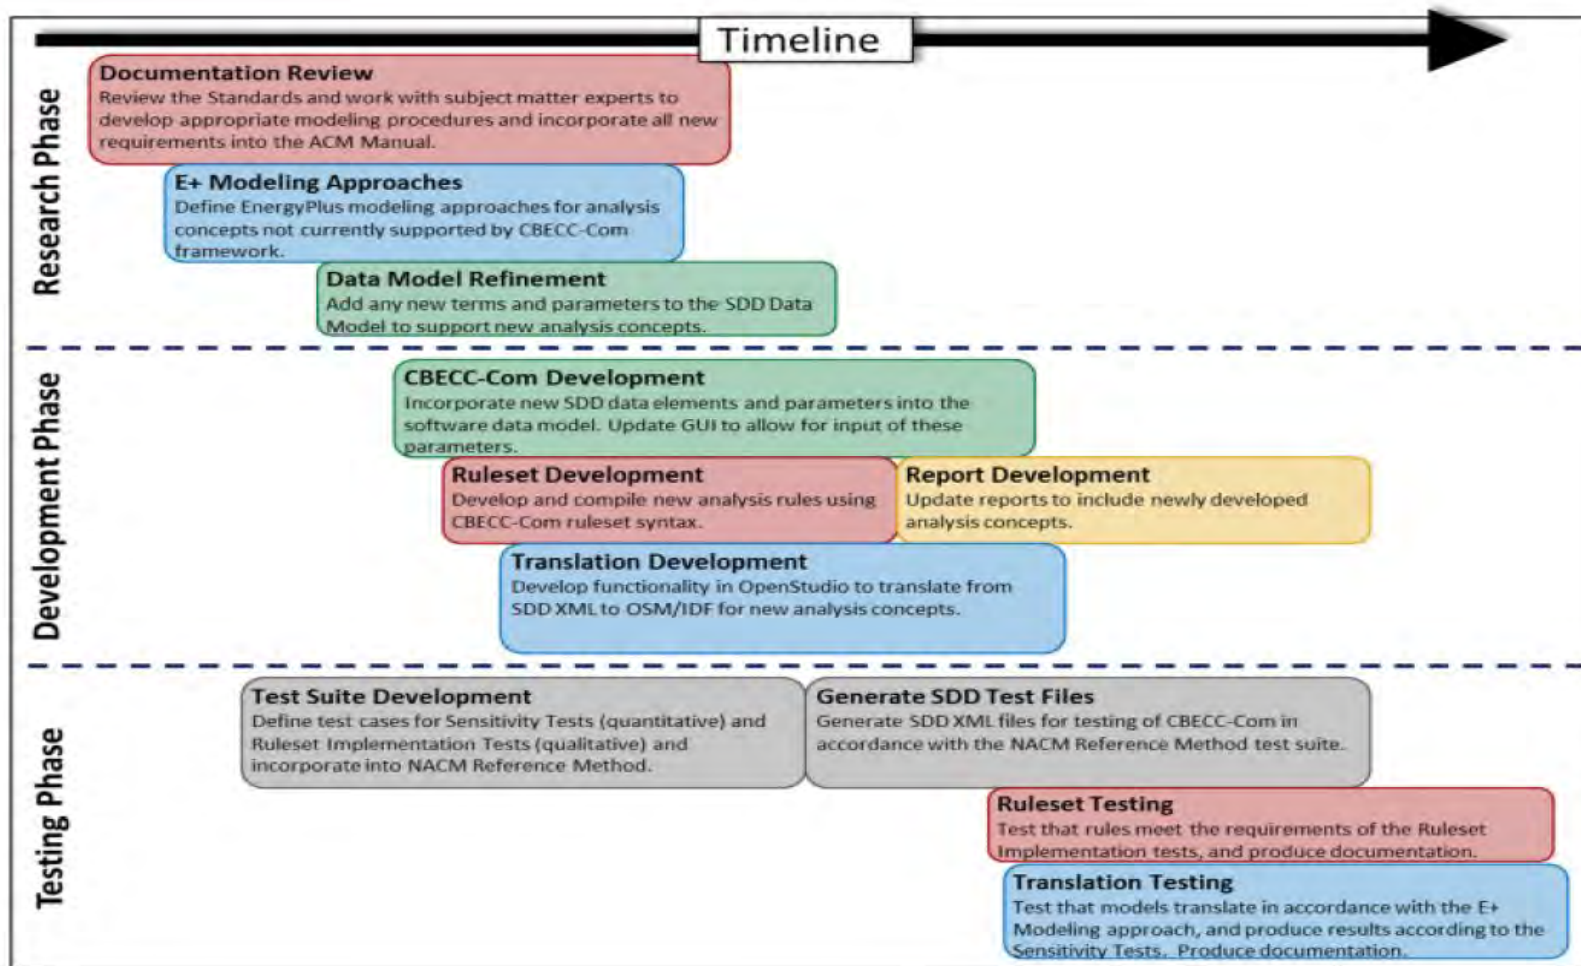 Timeline
Research Phase
Documentation Review
Review the Standards and work with subject matter experts to
develop appropriate modeling procedures and incorporate all new
requirements into the ACM Manual.
E+ Modeling Approaches
Define EnergyPlus modeling approaches for analysis
concepts not currently supported by CBECC-Com
framework.
Data Model Refinement
Add any new terms and parameters to the SDD Data
Model to support new analysis concepts.
Development Phase
CBECC-Com Development
Incorporate new SDD data elements and parameters into the
software data model. Update GUI to allow for input of these
parameters.
Ruleset Development
Develop and compile new analysis rules using
CBECC-Com ruleset syntax.
Report Development
Update reports to include newly developed
analysis concepts.
Translation Development
Develop functionality in OpenStudio to translate from
SDD XML to OSM/IDF for new analysis concepts.
Testing Phase
Test Suite Development
Define test cases for Sensitivity Tests (quantitative) and
Ruleset Implementation Tests (qualitative) and
incorporate into NACM Reference Method.
Generate SDD Test Files
Generate SDD XML files for testing of CBECC-Com in
accordance with the NACM Reference Method test suite.
Ruleset Testing
Test that rules meet the requirements of the Ruleset
Implementation tests, and produce documentation.
Translation Testing
Test that models translate in accordance with the E+
Modeling approach, and produce results according to the
Sensitivity Tests. Produce documentation.